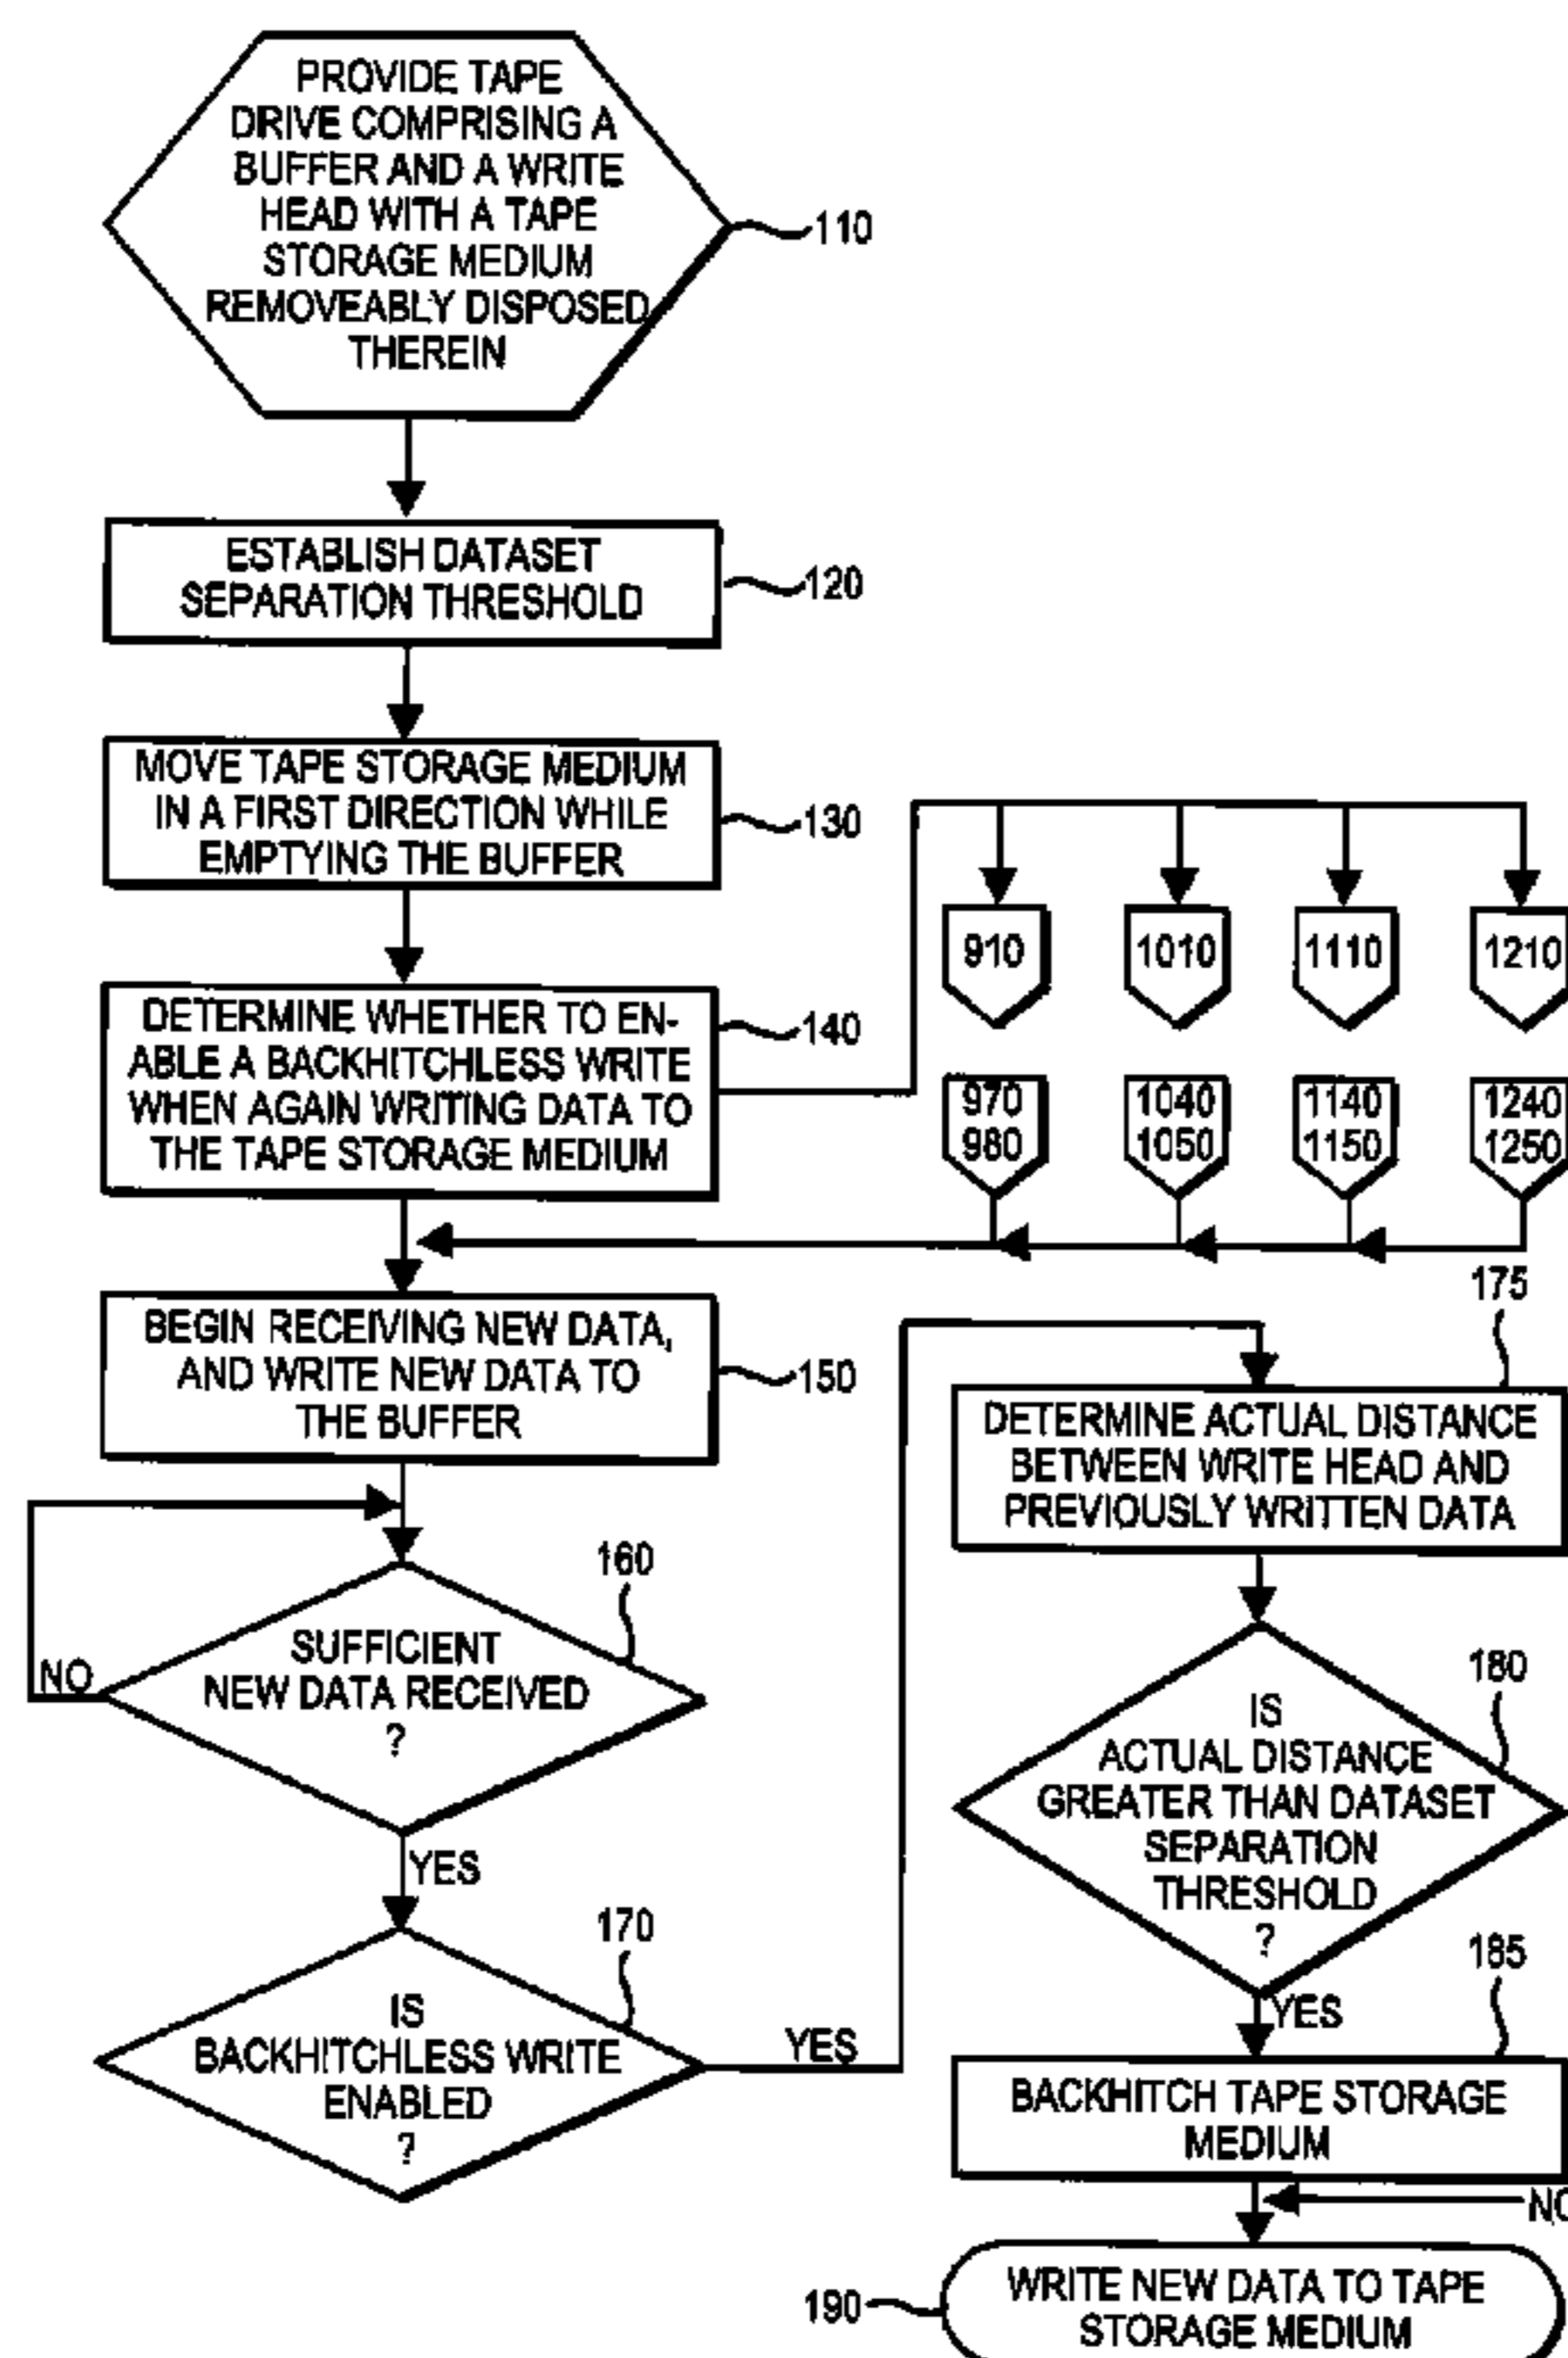 PROVIDE TAPE
DRIVE COMPRISING A
BUFFER AND A WRITE
HEAD WITH A TAPE
STORAGE MEDIUM
REMOVEABLY DISPOSED
THEREIN
110
ESTABLISH DATASET
SEPARATION THRESHOLD
120
MOVE TAPE STORAGE MEDIUM
IN A FIRST DIRECTION WHILE
EMPTYING THE BUFFER
130
DETERMINE WHETHER TO EN-
ABLE A BACKHITCHLESS WRITE
WHEN AGAIN WRITING DATA TO
THE TAPE STORAGE MEDIUM
140
910
1010
1110
1210
970
980
1040
1050
1140
1150
1240
1250
BEGIN RECEIVING NEW DATA,
AND WRITE NEW DATA TO
THE BUFFER
150
SUFFICIENT
NEW DATA RECEIVED
?
160
NO
YES
IS
BACKHITCHLESS WRITE
ENABLED
?
170
YES
175
DETERMINE ACTUAL DISTANCE
BETWEEN WRITE HEAD AND
PREVIOUSLY WRITTEN DATA
180
IS
ACTUAL DISTANCE
GREATER THAN DATASET
SEPARATION
THRESHOLD
?
YES
185
BACKHITCH TAPE STORAGE
MEDIUM
NO
190
WRITE NEW DATA TO TAPE
STORAGE MEDIUM